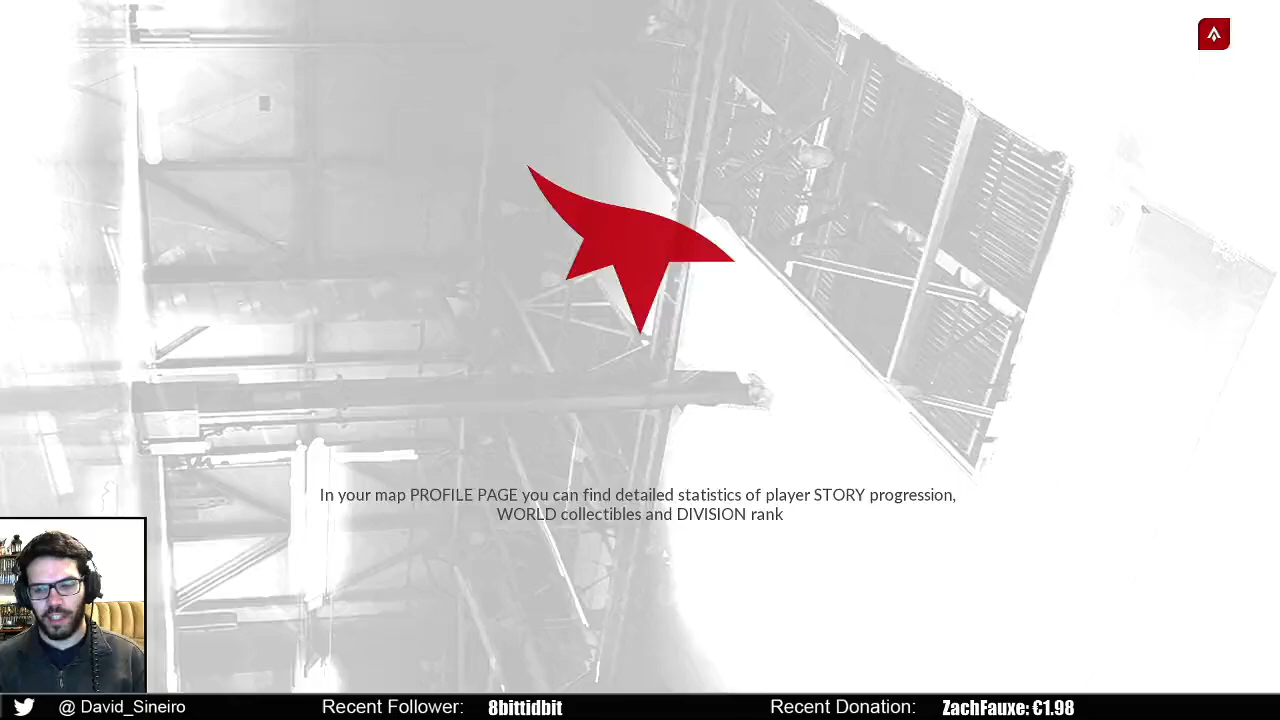 In your map PROFILE PAGE you can find detailed statistics of player STORY progression,
WORLD collectibles and DIVISION rank
@ David_Sineiro
Recent Follower:
8bittidbit
Recent Donation:
ZachFauxe: €1.98